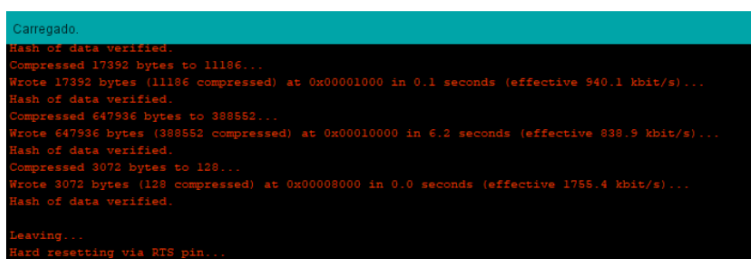 Carregado.
Hash of data verified.
Compressed 17392 bytes to 11186...
Wrote 17392 bytes (11186 compressed) at 0x00001000 in 0.1 seconds (effective 940.1 kbit/s)...
Hash of data verified.
Compressed 647936 bytes to 388552...
Wrote 647936 bytes (388552 compressed) at 0x00010000 in 6.2 seconds (effective 838.9 kbit/s)...
Hash of data verified.
Compressed 3072 bytes to 128...
Wrote 3072 bytes (128 compressed) at 0x00008000 in 0.0 seconds (effective 1755.4 kbit/s)...
Hash of data verified.
Leaving...
Hard resetting via RTS pin...